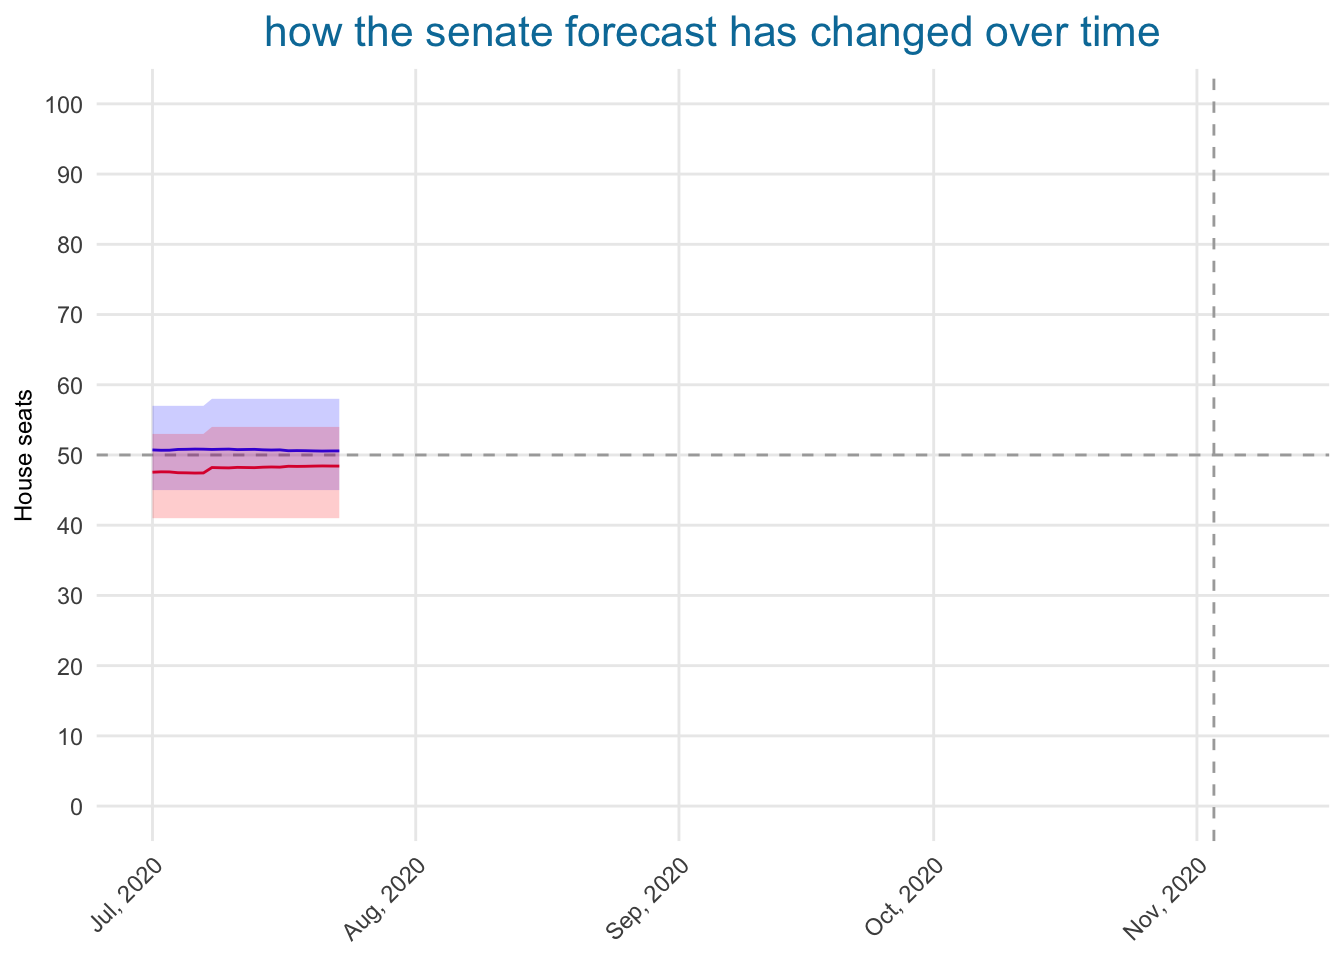 how the senate forecast has changed over time
100
90
80
70
60
50
40
30
20
10
0
House seats
Jul, 2020
Aug, 2020
Sep, 2020
Oct, 2020
Nov, 2020